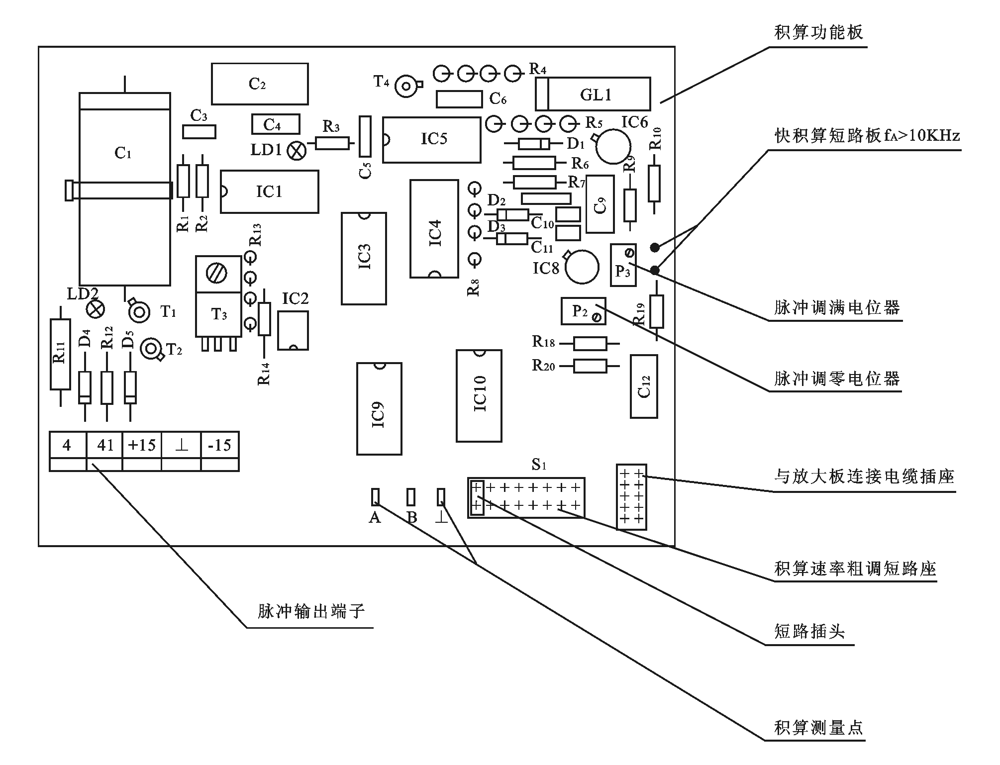 积算功能板
C2
T4
R4
C6
GL1
C3
C4
R3
C5
IC5
R5
IC6
C1
LD1
D1
R10
快积算短路板fA>10KHz
R6
R9
R7
R1
R2
IC1
D2
C9
C10
D3
C11
R13
IC3
IC4
IC8
P3
R8
LD2
T1
T3
IC2
P2
R19
脉冲调满电位器
R11
D4
R12
D5
T2
R14
R18
R20
脉冲调零电位器
C12
IC9
IC10
4
41
+15
⊥
-15
S1
与放大板连接电缆插座
A
B
⊥
积算速率粗调短路座
脉冲输出端子
短路插头
积算测量点